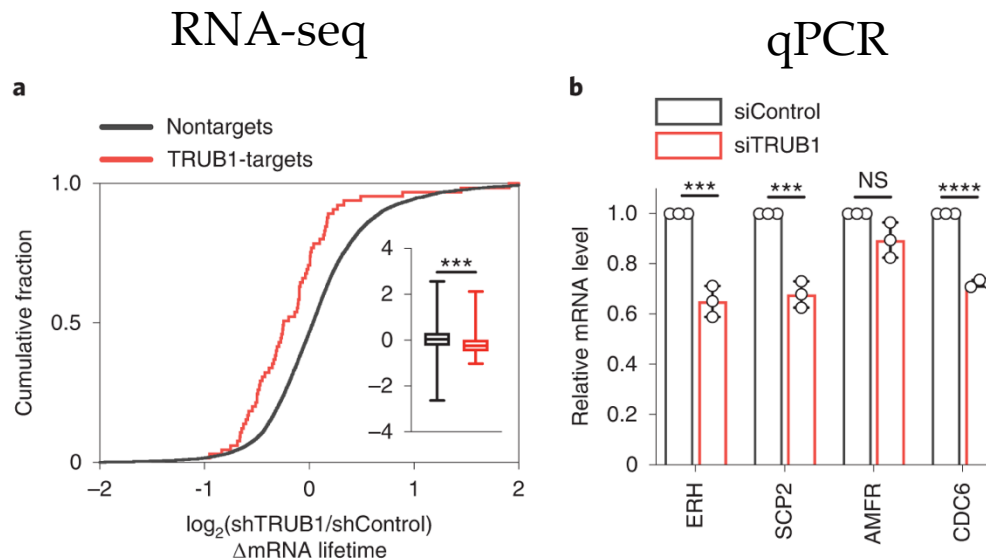 RNA-seq
qPCR
a
Nontargets
TRUB1-targets
1.0
0.5
0
Cumulative fraction
4
2
0
−2
−4
***
−2
-1
0
1
2
log2(shTRUB1/shControl)
ΔmRNA lifetime
b
siControl
siTRUB1
***
***
NS
****
1.0
0.8
0.6
0.4
0.2
0
Relative mRNA level
ERH
SCP2
AMFR
CDC6